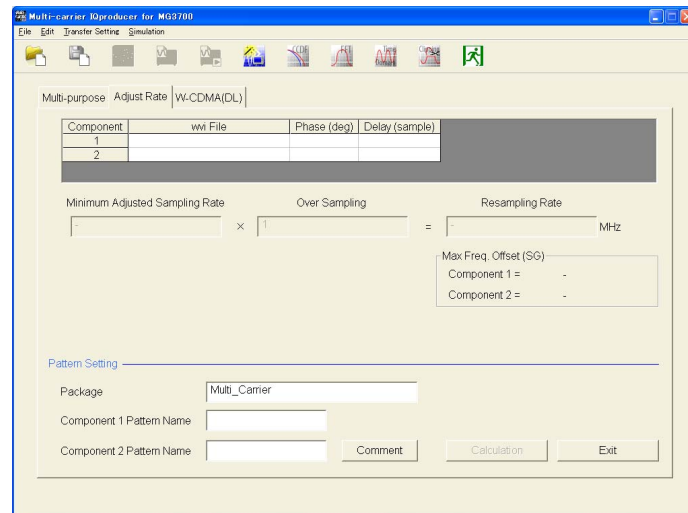 Multi-carrier IQproducer for MG3700
File Edit Transfer Setting Simulation
CCDF FFT
Multi-purpose Adjust Rate W-CDMA(DL)
Component wvi File Phase (deg) Delay (sample)
1
2
Minimum Adjusted Sampling Rate Over Sampling Resampling Rate
- × 1 = - MHz
Max Freq. Offset (SG)
Component 1 = -
Component 2 = -
Pattern Setting
Package Multi_Carrier
Component 1 Pattern Name
Component 2 Pattern Name Comment Calculation Exit